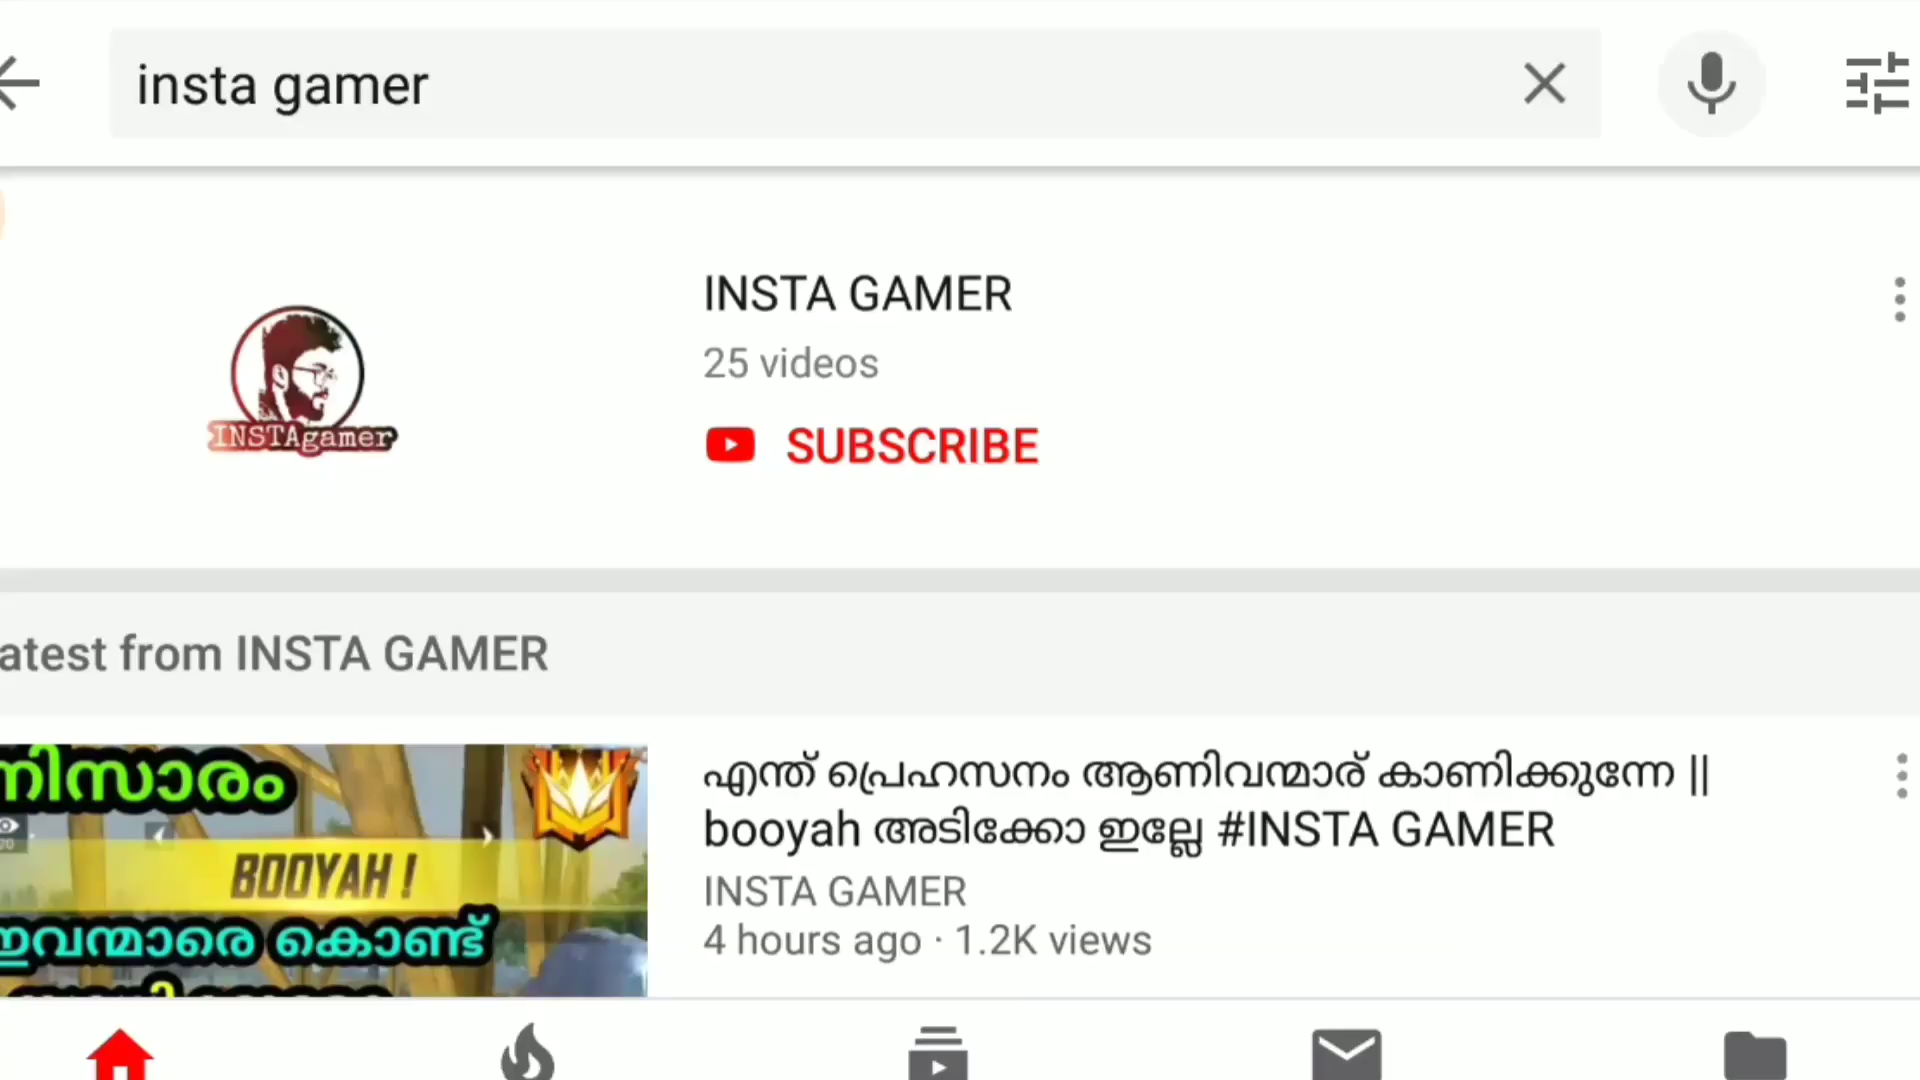 insta gamer
INSTA GAMER
25 videos
INSTAgamer
SUBSCRIBE
atest from INSTA GAMER
നിസാരം
BOOYAH !
ഇവന്മാരെ കൊണ്ട്
എന്ത് പ്രെഹസനം ആണിവന്മാര് കാണിക്കുന്നേ ||
booyah അടിക്കോ ഇല്ലേ #INSTA GAMER
INSTA GAMER
4 hours ago · 1.2K views